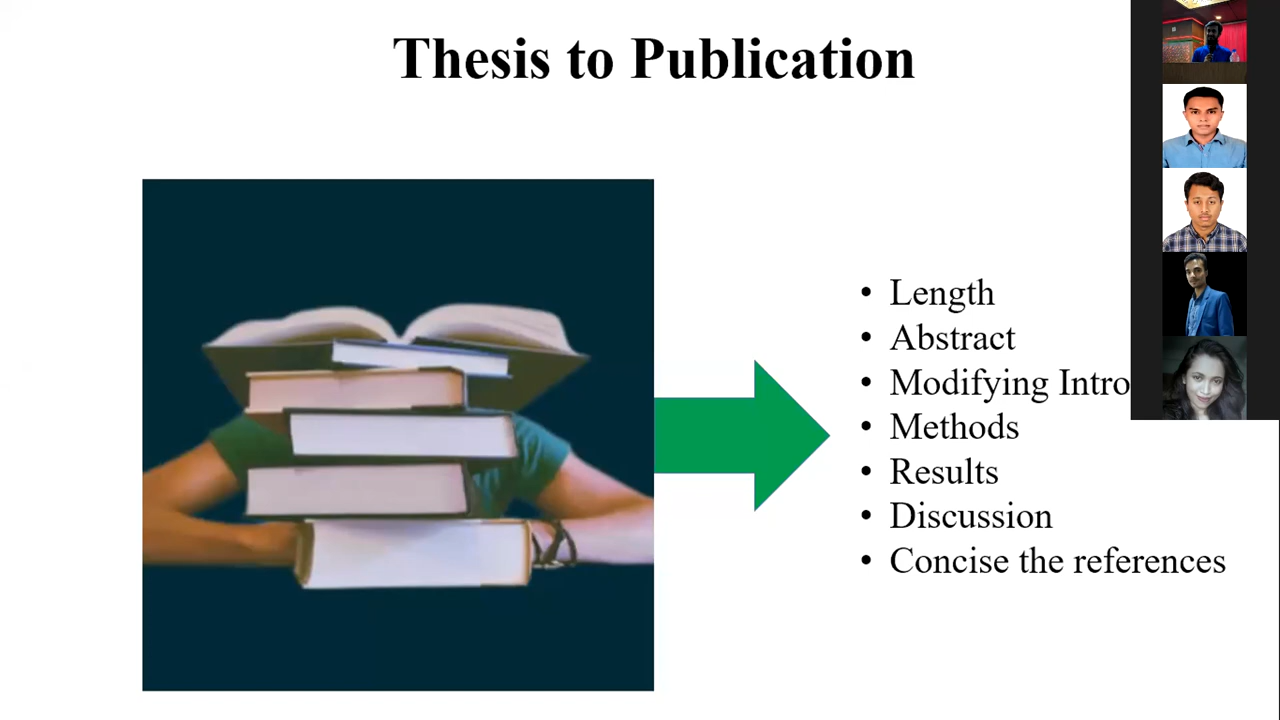 Thesis to Publication
• Length
• Abstract
• Modifying Intro
• Methods
• Results
• Discussion
• Concise the references